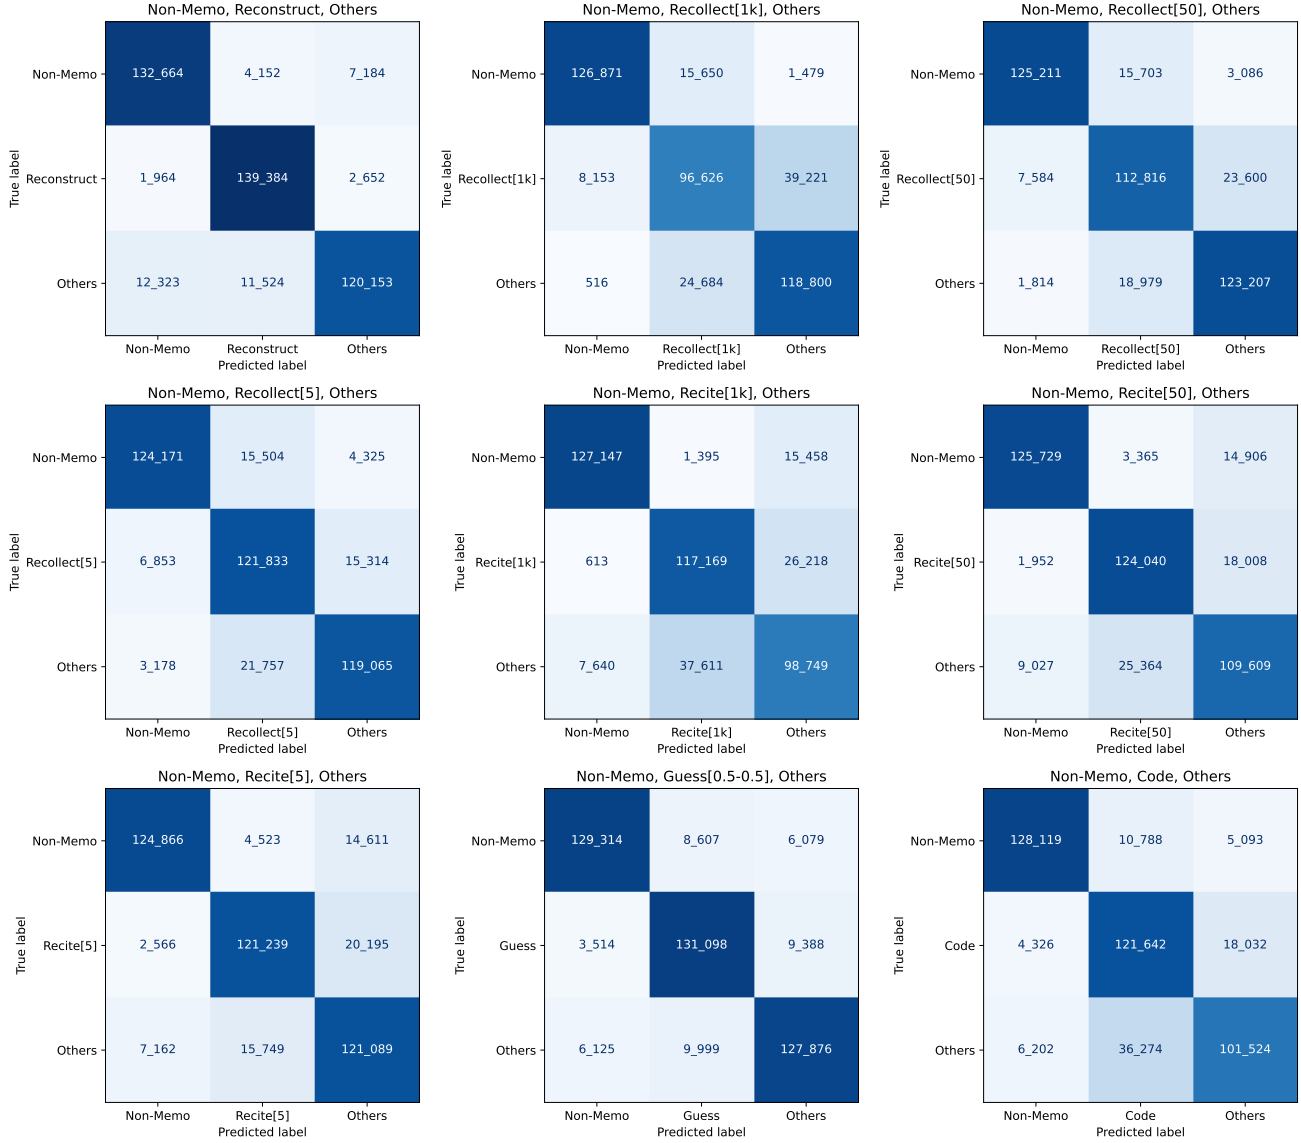 Non-Memo, Reconstruct, Others
True label
Non-Memo 132_664 4_152 7_184
Reconstruct 1_964 139_384 2_652
Others 12_323 11_524 120_153
Non-Memo Reconstruct Others
Predicted label
Non-Memo, Recollect[1k], Others
True label
Non-Memo 126_871 15_650 1_479
Recollect[1k] 8_153 96_626 39_221
Others 516 24_684 118_800
Non-Memo Recollect[1k] Others
Predicted label
Non-Memo, Recollect[50], Others
True label
Non-Memo 125_211 15_703 3_086
Recollect[50] 7_584 112_816 23_600
Others 1_814 18_979 123_207
Non-Memo Recollect[50] Others
Predicted label
Non-Memo, Recollect[5], Others
True label
Non-Memo 124_171 15_504 4_325
Recollect[5] 6_853 121_833 15_314
Others 3_178 21_757 119_065
Non-Memo Recollect[5] Others
Predicted label
Non-Memo, Recite[1k], Others
True label
Non-Memo 127_147 1_395 15_458
Recite[1k] 613 117_169 26_218
Others 7_640 37_611 98_749
Non-Memo Recite[1k] Others
Predicted label
Non-Memo, Recite[50], Others
True label
Non-Memo 125_729 3_365 14_906
Recite[50] 1_952 124_040 18_008
Others 9_027 25_364 109_609
Non-Memo Recite[50] Others
Predicted label
Non-Memo, Recite[5], Others
True label
Non-Memo 124_866 4_523 14_611
Recite[5] 2_566 121_239 20_195
Others 7_162 15_749 121_089
Non-Memo Recite[5] Others
Predicted label
Non-Memo, Guess[0.5-0.5], Others
True label
Non-Memo 129_314 8_607 6_079
Guess 3_514 131_098 9_388
Others 6_125 9_999 127_876
Non-Memo Guess Others
Predicted label
Non-Memo, Code, Others
True label
Non-Memo 128_119 10_788 5_093
Code 4_326 121_642 18_032
Others 6_202 36_274 101_524
Non-Memo Code Others
Predicted label